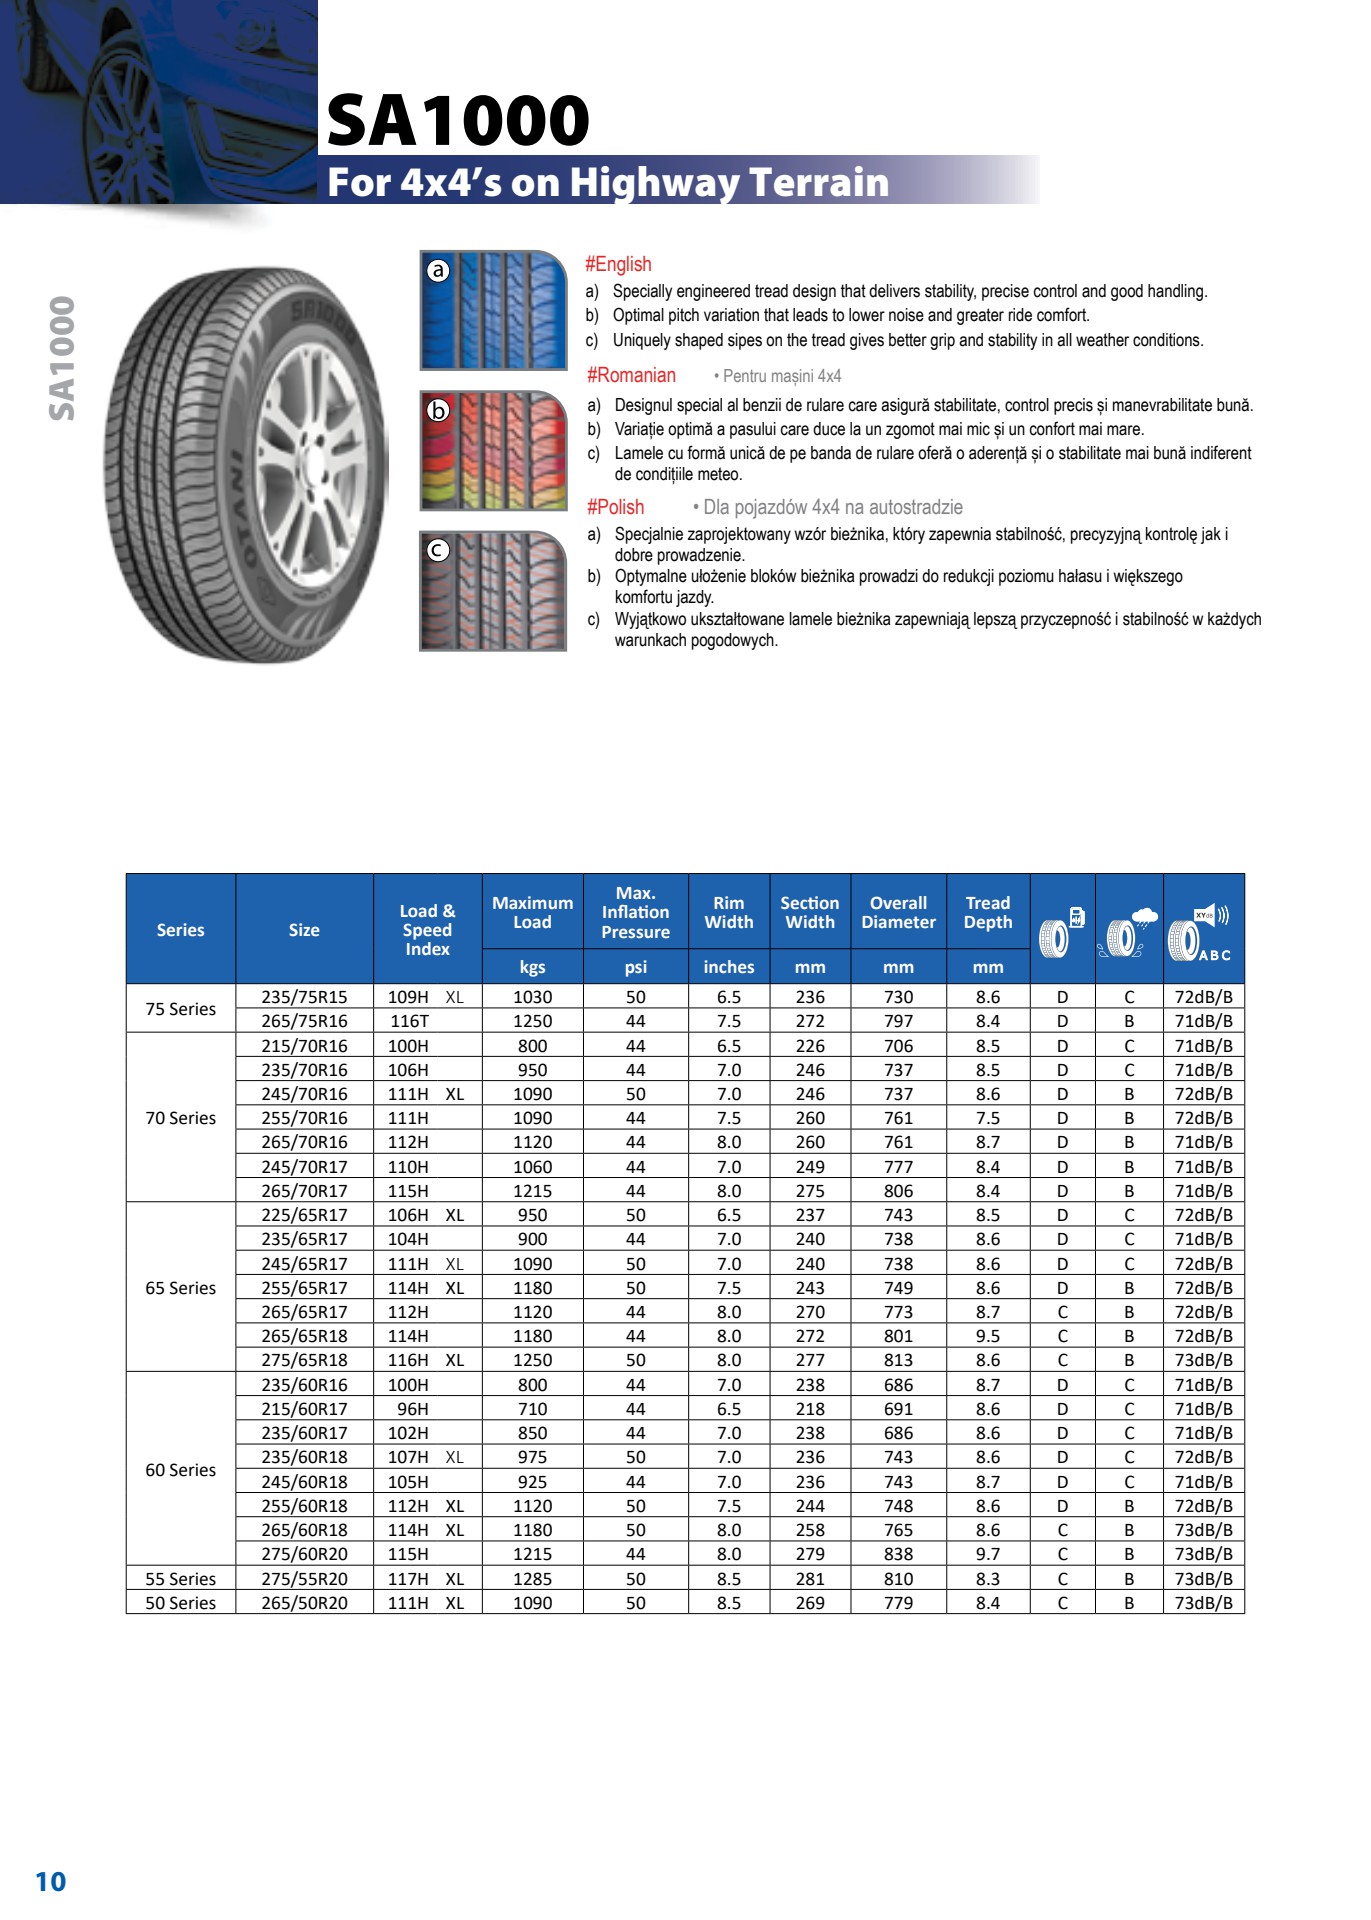 SA1000
For 4x4's on Highway Terrain
SA1000
SA1000
OTANI
a
b
c
#English
a) Specially engineered tread design that delivers stability, precise control and good handling.
b) Optimal pitch variation that leads to lower noise and greater ride comfort.
c) Uniquely shaped sipes on the tread gives better grip and stability in all weather conditions.
#Romanian • Pentru mașini 4x4
a) Designul special al benzii de rulare care asigură stabilitate, control precis și manevrabilitate bună.
b) Variație optimă a pasului care duce la un zgomot mai mic și un confort mai mare.
c) Lamele cu formă unică de pe banda de rulare oferă o aderență și o stabilitate mai bună indiferent
de condițiile meteo.
#Polish • Dla pojazdów 4x4 na autostradzie
a) Specjalnie zaprojektowany wzór bieżnika, który zapewnia stabilność, precyzyjną kontrolę jak i
dobre prowadzenie.
b) Optymalne ułożenie bloków bieżnika prowadzi do redukcji poziomu hałasu i większego
komfortu jazdy.
c) Wyjątkowo ukształtowane lamele bieżnika zapewniają lepszą przyczepność i stabilność w każdych
warunkach pogodowych.
Series Size Load & Speed Index Maximum Load Max. Inflation Pressure Rim Width Section Width Overall Diameter Tread Depth XYdB ABC
kgs psi inches mm mm mm
75 Series 235/75R15 109H XL 1030 50 6.5 236 730 8.6 D C 72dB/B
265/75R16 116T 1250 44 7.5 272 797 8.4 D B 71dB/B
70 Series 215/70R16 100H 800 44 6.5 226 706 8.5 D C 71dB/B
235/70R16 106H 950 44 7.0 246 737 8.5 D C 71dB/B
245/70R16 111H XL 1090 50 7.0 246 737 8.6 D B 72dB/B
255/70R16 111H 1090 44 7.5 260 761 7.5 D B 72dB/B
265/70R16 112H 1120 44 8.0 260 761 8.7 D B 71dB/B
245/70R17 110H 1060 44 7.0 249 777 8.4 D B 71dB/B
265/70R17 115H 1215 44 8.0 275 806 8.4 D B 71dB/B
65 Series 225/65R17 106H XL 950 50 6.5 237 743 8.5 D C 72dB/B
235/65R17 104H 900 44 7.0 240 738 8.6 D C 71dB/B
245/65R17 111H XL 1090 50 7.0 240 738 8.6 D C 72dB/B
255/65R17 114H XL 1180 50 7.5 243 749 8.6 D B 72dB/B
265/65R17 112H 1120 44 8.0 270 773 8.7 C B 72dB/B
265/65R18 114H 1180 44 8.0 272 801 9.5 C B 72dB/B
275/65R18 116H XL 1250 50 8.0 277 813 8.6 C B 73dB/B
60 Series 235/60R16 100H 800 44 7.0 238 686 8.7 D C 71dB/B
215/60R17 96H 710 44 6.5 218 691 8.6 D C 71dB/B
235/60R17 102H 850 44 7.0 238 686 8.6 D C 71dB/B
235/60R18 107H XL 975 50 7.0 236 743 8.6 D C 72dB/B
245/60R18 105H 925 44 7.0 236 743 8.7 D C 71dB/B
255/60R18 112H XL 1120 50 7.5 244 748 8.6 D B 72dB/B
265/60R18 114H XL 1180 50 8.0 258 765 8.6 C B 73dB/B
275/60R20 115H 1215 44 8.0 279 838 9.7 C B 73dB/B
55 Series 275/55R20 117H XL 1285 50 8.5 281 810 8.3 C B 73dB/B
50 Series 265/50R20 111H XL 1090 50 8.5 269 779 8.4 C B 73dB/B
10